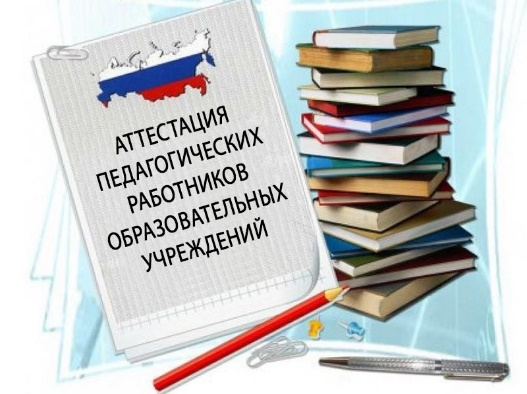 АТТЕСТАЦИЯ
ПЕДАГОГИЧЕСКИХ
РАБОТНИКОВ
ОБРАЗОВАТЕЛЬНЫХ
УЧРЕЖДЕНИЙ